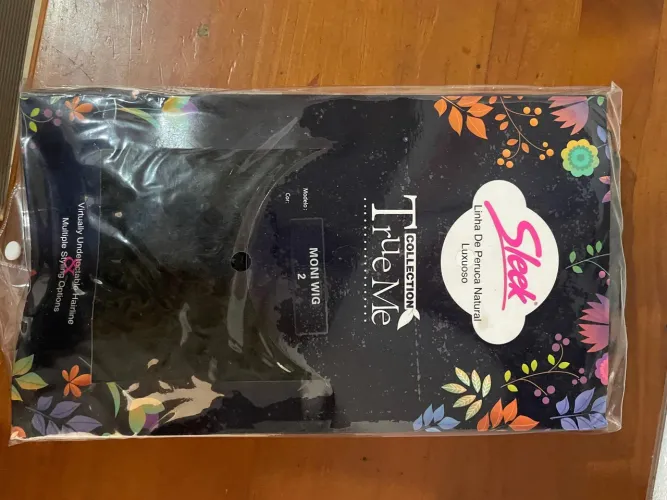 Sleek
Linha De Peruca Natural
Luxuoso
COLLECTION
True Me
Modelo:
MONI WIG
Cor:
2
Virtually Undetectable Hairline
&
Multiple Styling Options